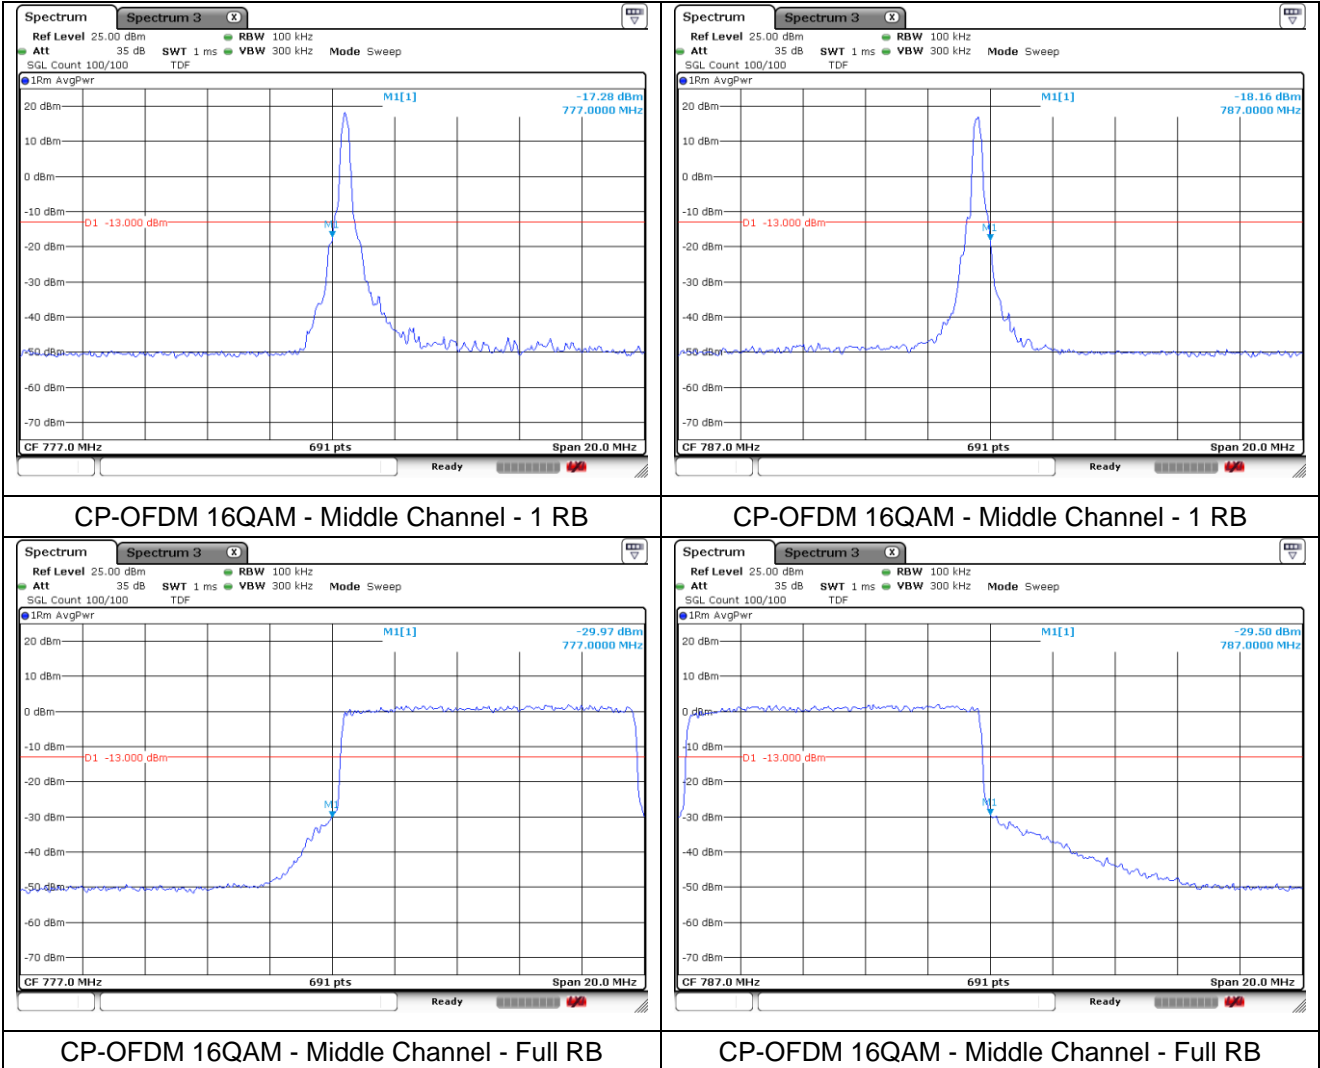 Spectrum Spectrum 3 X
Ref Level 25.00 dBm RBW 100 kHz
Att 35 dB SWT 1 ms VBW 300 kHz Mode Sweep
SGL Count 100/100 TDF
1Rm AvgPwr
M1[1] -17.28 dBm
777.0000 MHz
20 dBm
10 dBm
0 dBm
-10 dBm
D1 -13.000 dBm
M1
-20 dBm
-30 dBm
-40 dBm
-50 dBm
-60 dBm
-70 dBm
CF 777.0 MHz 691 pts Span 20.0 MHz
Ready
CP-OFDM 16QAM - Middle Channel - 1 RB
Spectrum Spectrum 3 X
Ref Level 25.00 dBm RBW 100 kHz
Att 35 dB SWT 1 ms VBW 300 kHz Mode Sweep
SGL Count 100/100 TDF
1Rm AvgPwr
M1[1] -18.16 dBm
787.0000 MHz
20 dBm
10 dBm
0 dBm
-10 dBm
D1 -13.000 dBm
M1
-20 dBm
-30 dBm
-40 dBm
-50 dBm
-60 dBm
-70 dBm
CF 787.0 MHz 691 pts Span 20.0 MHz
Ready
CP-OFDM 16QAM - Middle Channel - 1 RB
Spectrum Spectrum 3 X
Ref Level 25.00 dBm RBW 100 kHz
Att 35 dB SWT 1 ms VBW 300 kHz Mode Sweep
SGL Count 100/100 TDF
1Rm AvgPwr
M1[1] -29.97 dBm
777.0000 MHz
20 dBm
10 dBm
0 dBm
-10 dBm
D1 -13.000 dBm
-20 dBm
M1
-30 dBm
-40 dBm
-50 dBm
-60 dBm
-70 dBm
CF 777.0 MHz 691 pts Span 20.0 MHz
Ready
CP-OFDM 16QAM - Middle Channel - Full RB
Spectrum Spectrum 3 X
Ref Level 25.00 dBm RBW 100 kHz
Att 35 dB SWT 1 ms VBW 300 kHz Mode Sweep
SGL Count 100/100 TDF
1Rm AvgPwr
M1[1] -29.50 dBm
787.0000 MHz
20 dBm
10 dBm
0 dBm
-10 dBm
D1 -13.000 dBm
-20 dBm
M1
-30 dBm
-40 dBm
-50 dBm
-60 dBm
-70 dBm
CF 787.0 MHz 691 pts Span 20.0 MHz
Ready
CP-OFDM 16QAM - Middle Channel - Full RB